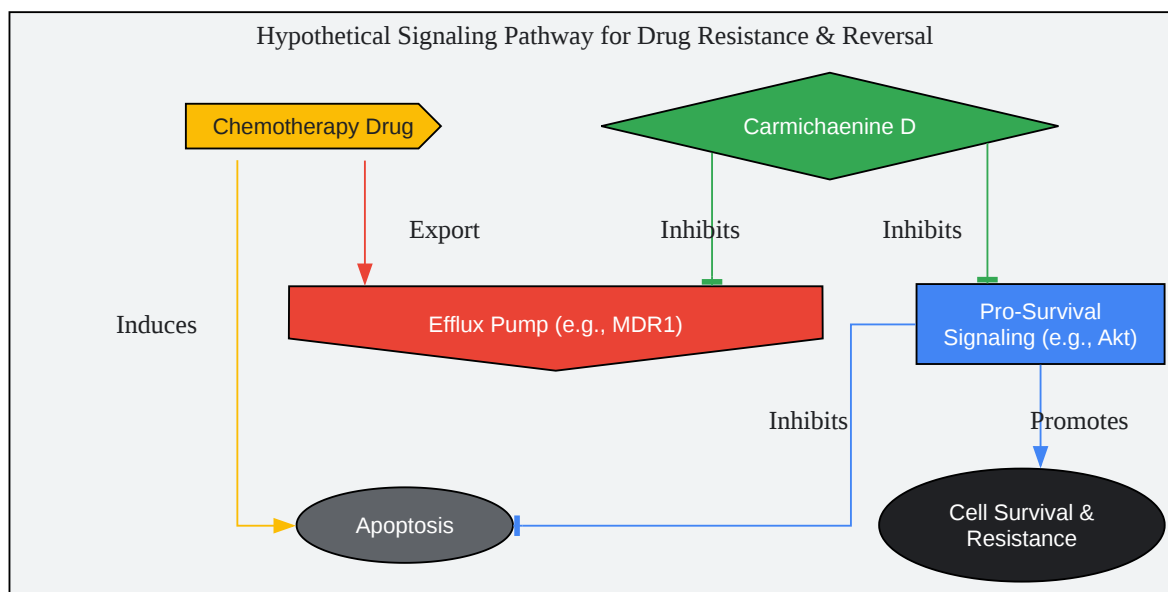 Hypothetical Signaling Pathway for Drug Resistance & Reversal
Chemotherapy Drug
Carmichaenine D
Export
Inhibits
Inhibits
Induces
Efflux Pump (e.g., MDR1)
Pro-Survival
Signaling (e.g., Akt)
Inhibits
Promotes
Apoptosis
Cell Survival &
Resistance